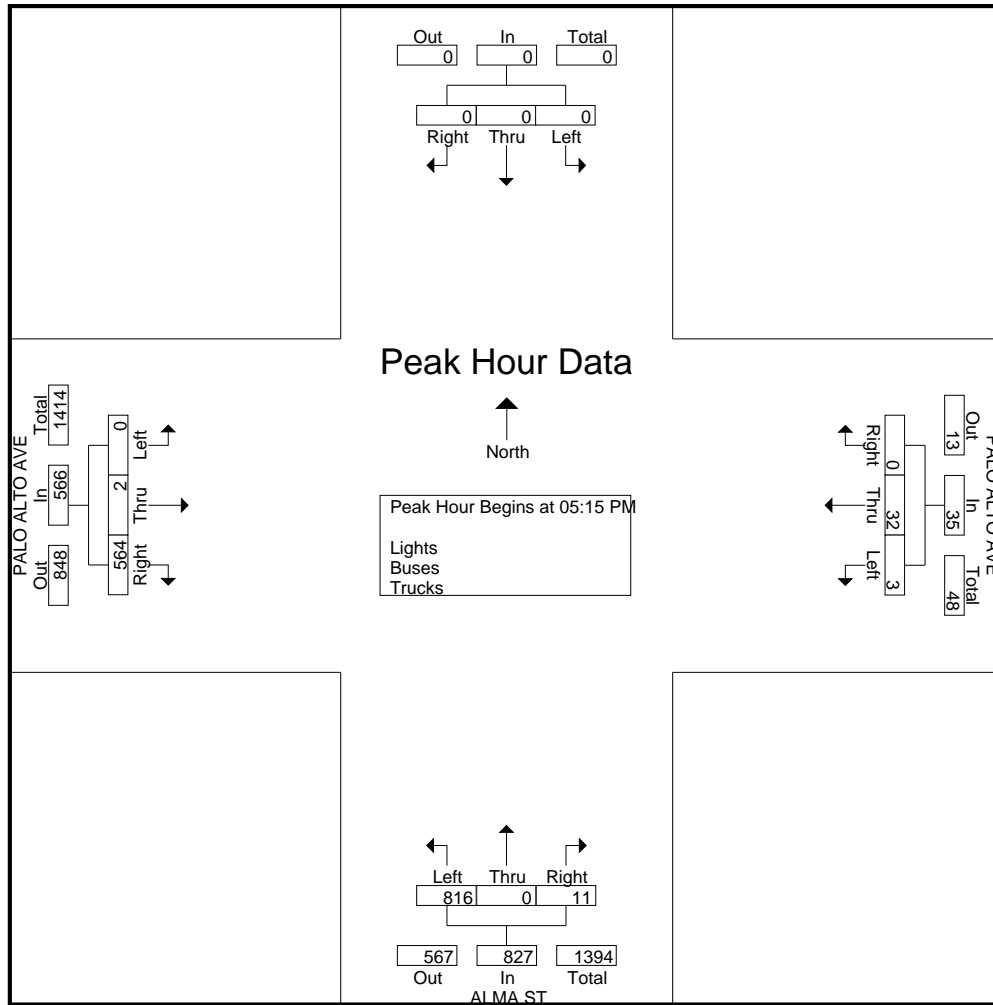 Out In Total
0 0 0
0 0 0
Right Thru Left
Peak Hour Data
North
Peak Hour Begins at 05:15 PM
Lights
Buses
Trucks
PALO ALTO AVE
Out In Total
848 566 1414
564 2 0
Right Thru Left
PALO ALTO AVE
Out In Total
13 35 48
0 32 3
Right Thru Left
Left Thru Right
816 0 11
567 827 1394
Out In Total
ALMA ST